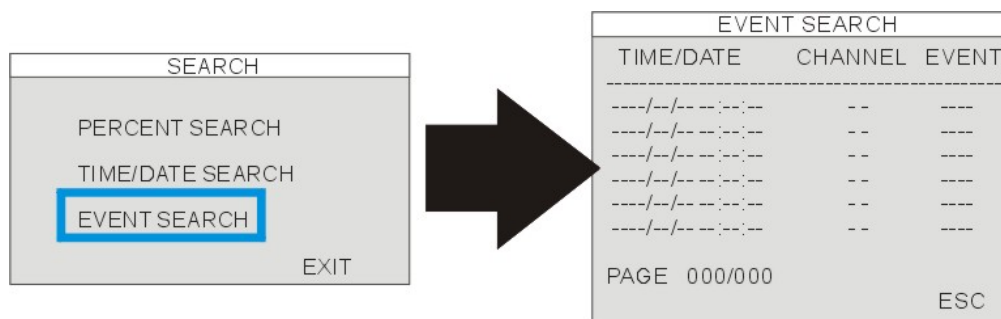 SEARCH
PERCENT SEARCH
TIME/DATE SEARCH
EVENT SEARCH
EXIT
EVENT SEARCH
TIME/DATE CHANNEL EVENT
----/--/-- --:--:-- - - ----
----/--/-- --:--:-- - - ----
----/--/-- --:--:-- - - ----
----/--/-- --:--:-- - - ----
----/--/-- --:--:-- - - ----
----/--/-- --:--:-- - - ----
PAGE 000/000
ESC